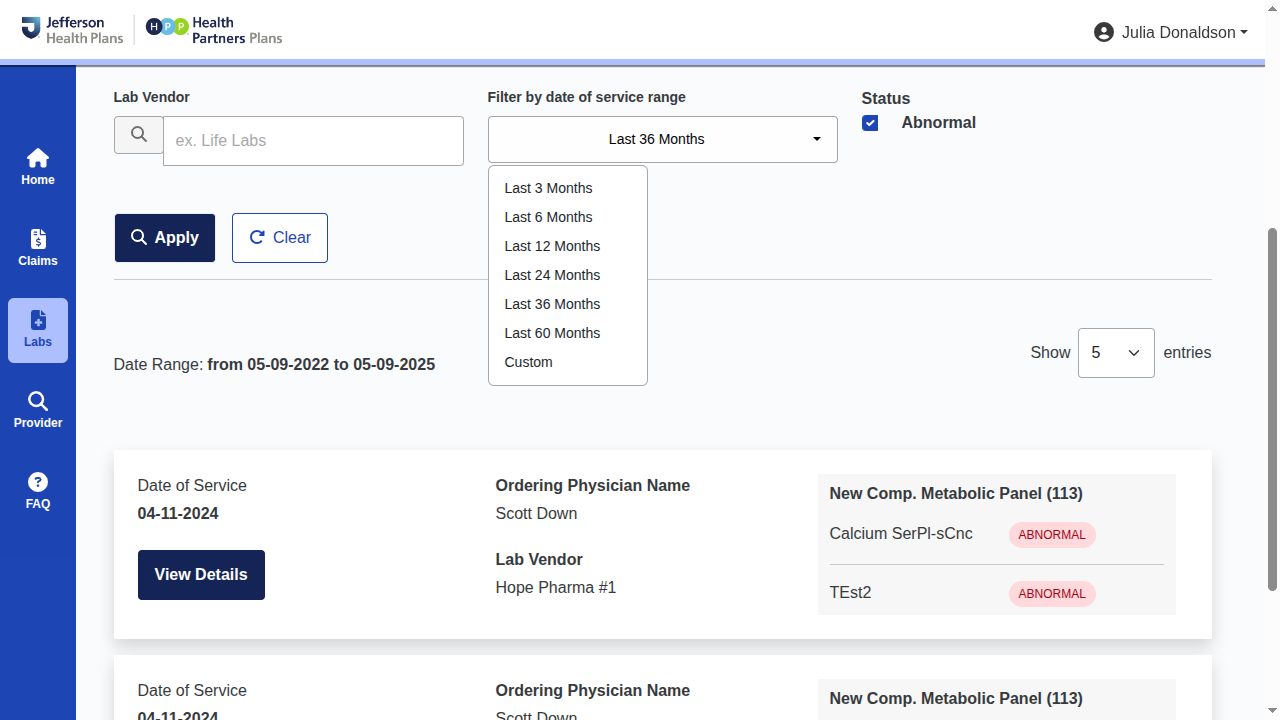 Jefferson
Health Plans
HPP
Health
Partners Plans
Julia Donaldson
Home
Claims
Labs
Provider
FAQ
Lab Vendor
ex. Life Labs
Filter by date of service range
Last 36 Months
Last 3 Months
Last 6 Months
Last 12 Months
Last 24 Months
Last 36 Months
Last 60 Months
Custom
Status
Abnormal
Apply
Clear
Date Range: from 05-09-2022 to 05-09-2025
Show 5 entries
Date of Service
04-11-2024
View Details
Ordering Physician Name
Scott Down
Lab Vendor
Hope Pharma #1
New Comp. Metabolic Panel (113)
Calcium SerPl-sCnc ABNORMAL
TEst2 ABNORMAL
Date of Service
04-11-2024
Ordering Physician Name
Scott Down
New Comp. Metabolic Panel (113)